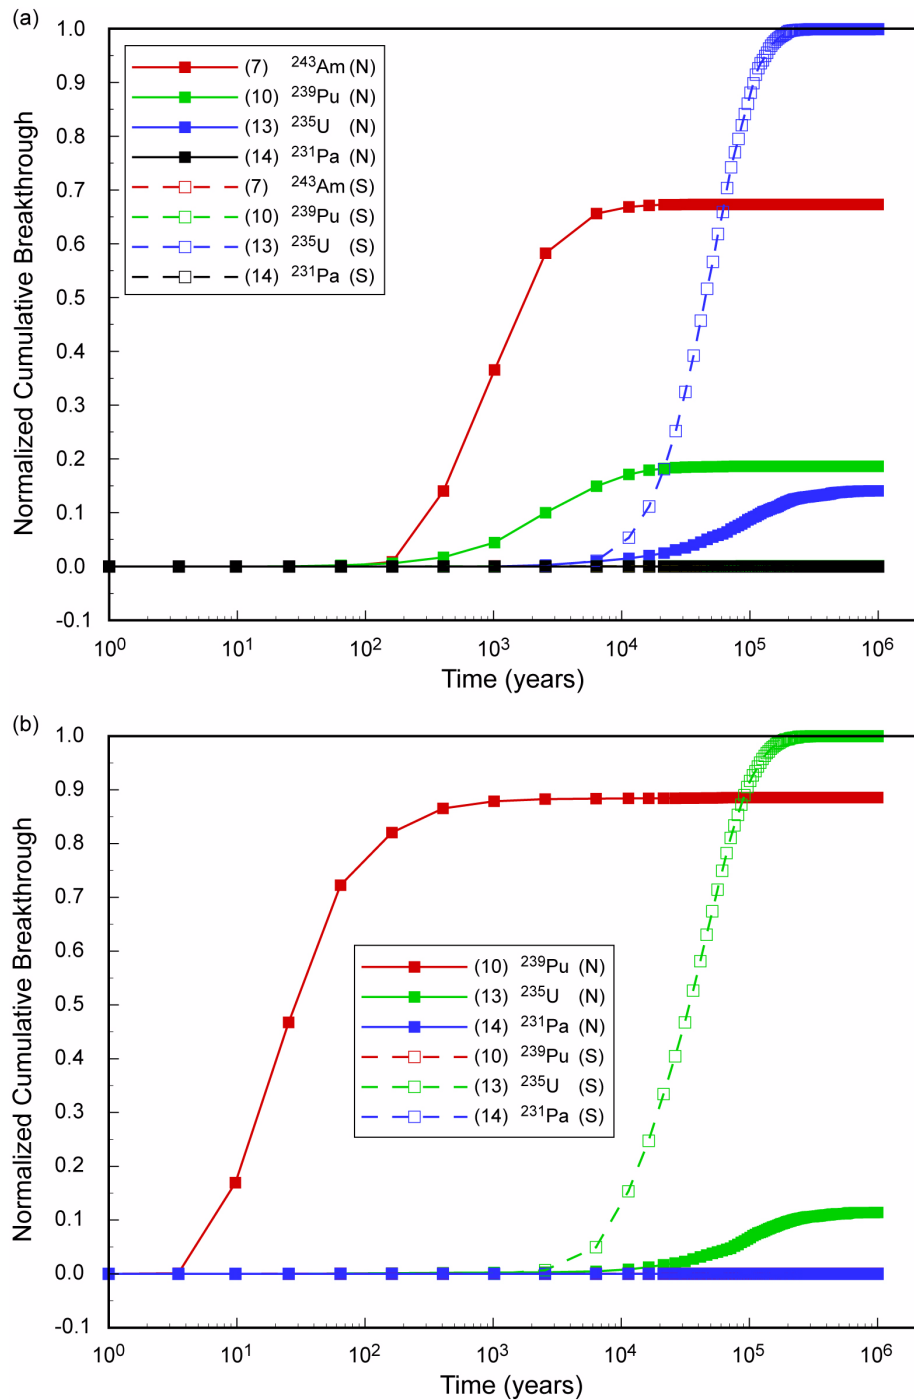 (a)
1.0
0.9
0.8
0.7
0.6
0.5
0.4
0.3
0.2
0.1
0.0
-0.1
Normalized Cumulative Breakthrough
(7) ²⁴³Am (N)
(10) ²³⁹Pu (N)
(13) ²³⁵U (N)
(14) ²³¹Pa (N)
(7) ²⁴³Am (S)
(10) ²³⁹Pu (S)
(13) ²³⁵U (S)
(14) ²³¹Pa (S)
10⁰ 10¹ 10² 10³ 10⁴ 10⁵ 10⁶
Time (years)
(b)
1.0
0.9
0.8
0.7
0.6
0.5
0.4
0.3
0.2
0.1
0.0
-0.1
Normalized Cumulative Breakthrough
(10) ²³⁹Pu (N)
(13) ²³⁵U (N)
(14) ²³¹Pa (N)
(10) ²³⁹Pu (S)
(13) ²³⁵U (S)
(14) ²³¹Pa (S)
10⁰ 10¹ 10² 10³ 10⁴ 10⁵ 10⁶
Time (years)